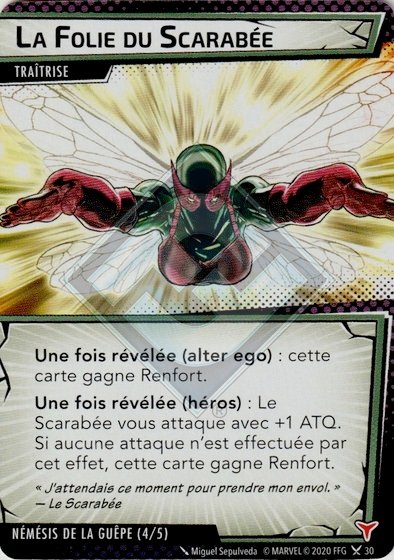 La Folie du Scarabée
TRAÎTRISE
Une fois révélée (alter ego) : cette
carte gagne Renfort.
Une fois révélée (héros) : Le
Scarabée vous attaque avec +1 ATQ.
Si aucune attaque n'est effectuée par
cet effet, cette carte gagne Renfort.
« J'attendais ce moment pour prendre mon envol. »
— Le Scarabée
NÉMÉSIS DE LA GUÊPE (4/5)
Miguel Sepulveda © MARVEL © 2020 FFG 30